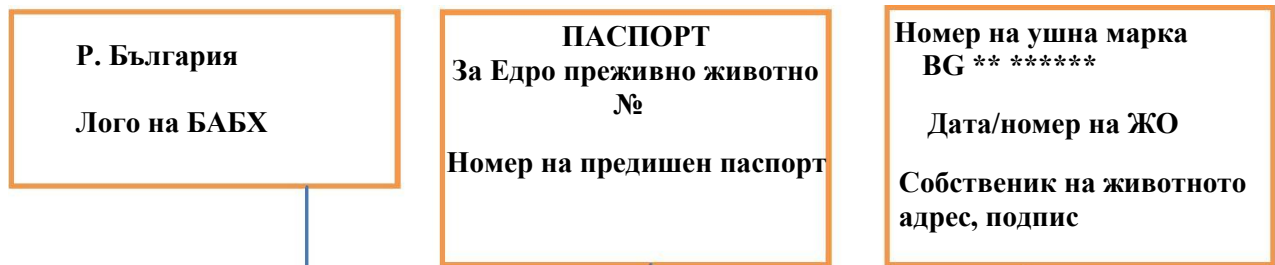 Р. България
Лого на БАБХ
ПАСПОРТ
За Едро преживно животно
№
Номер на предишен паспорт
Номер на ушна марка
BG ** ******
Дата/номер на ЖО
Собственик на животното
адрес, подпис